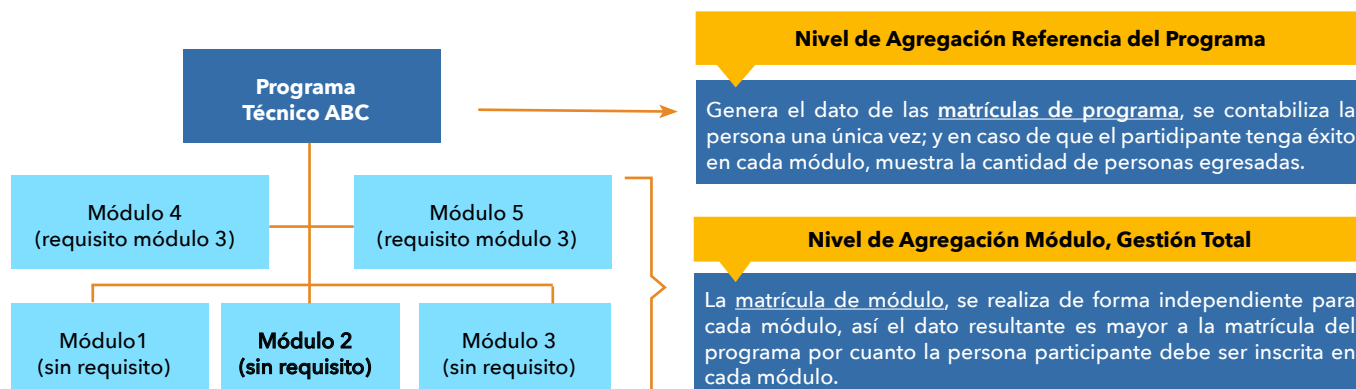 Programa
Técnico ABC
Nivel de Agregación Referencia del Programa
Genera el dato de las matrículas de programa, se contabiliza la
persona una única vez; y en caso de que el partidipante tenga éxito
en cada módulo, muestra la cantidad de personas egresadas.
Módulo 4
(requisito módulo 3)
Módulo 5
(requisito módulo 3)
Módulo1
(sin requisito)
Módulo 2
(sin requisito)
Módulo 3
(sin requisito)
Nivel de Agregación Módulo, Gestión Total
La matrícula de módulo, se realiza de forma independiente para
cada módulo, así el dato resultante es mayor a la matrícula del
programa por cuanto la persona participante debe ser inscrita en
cada módulo.